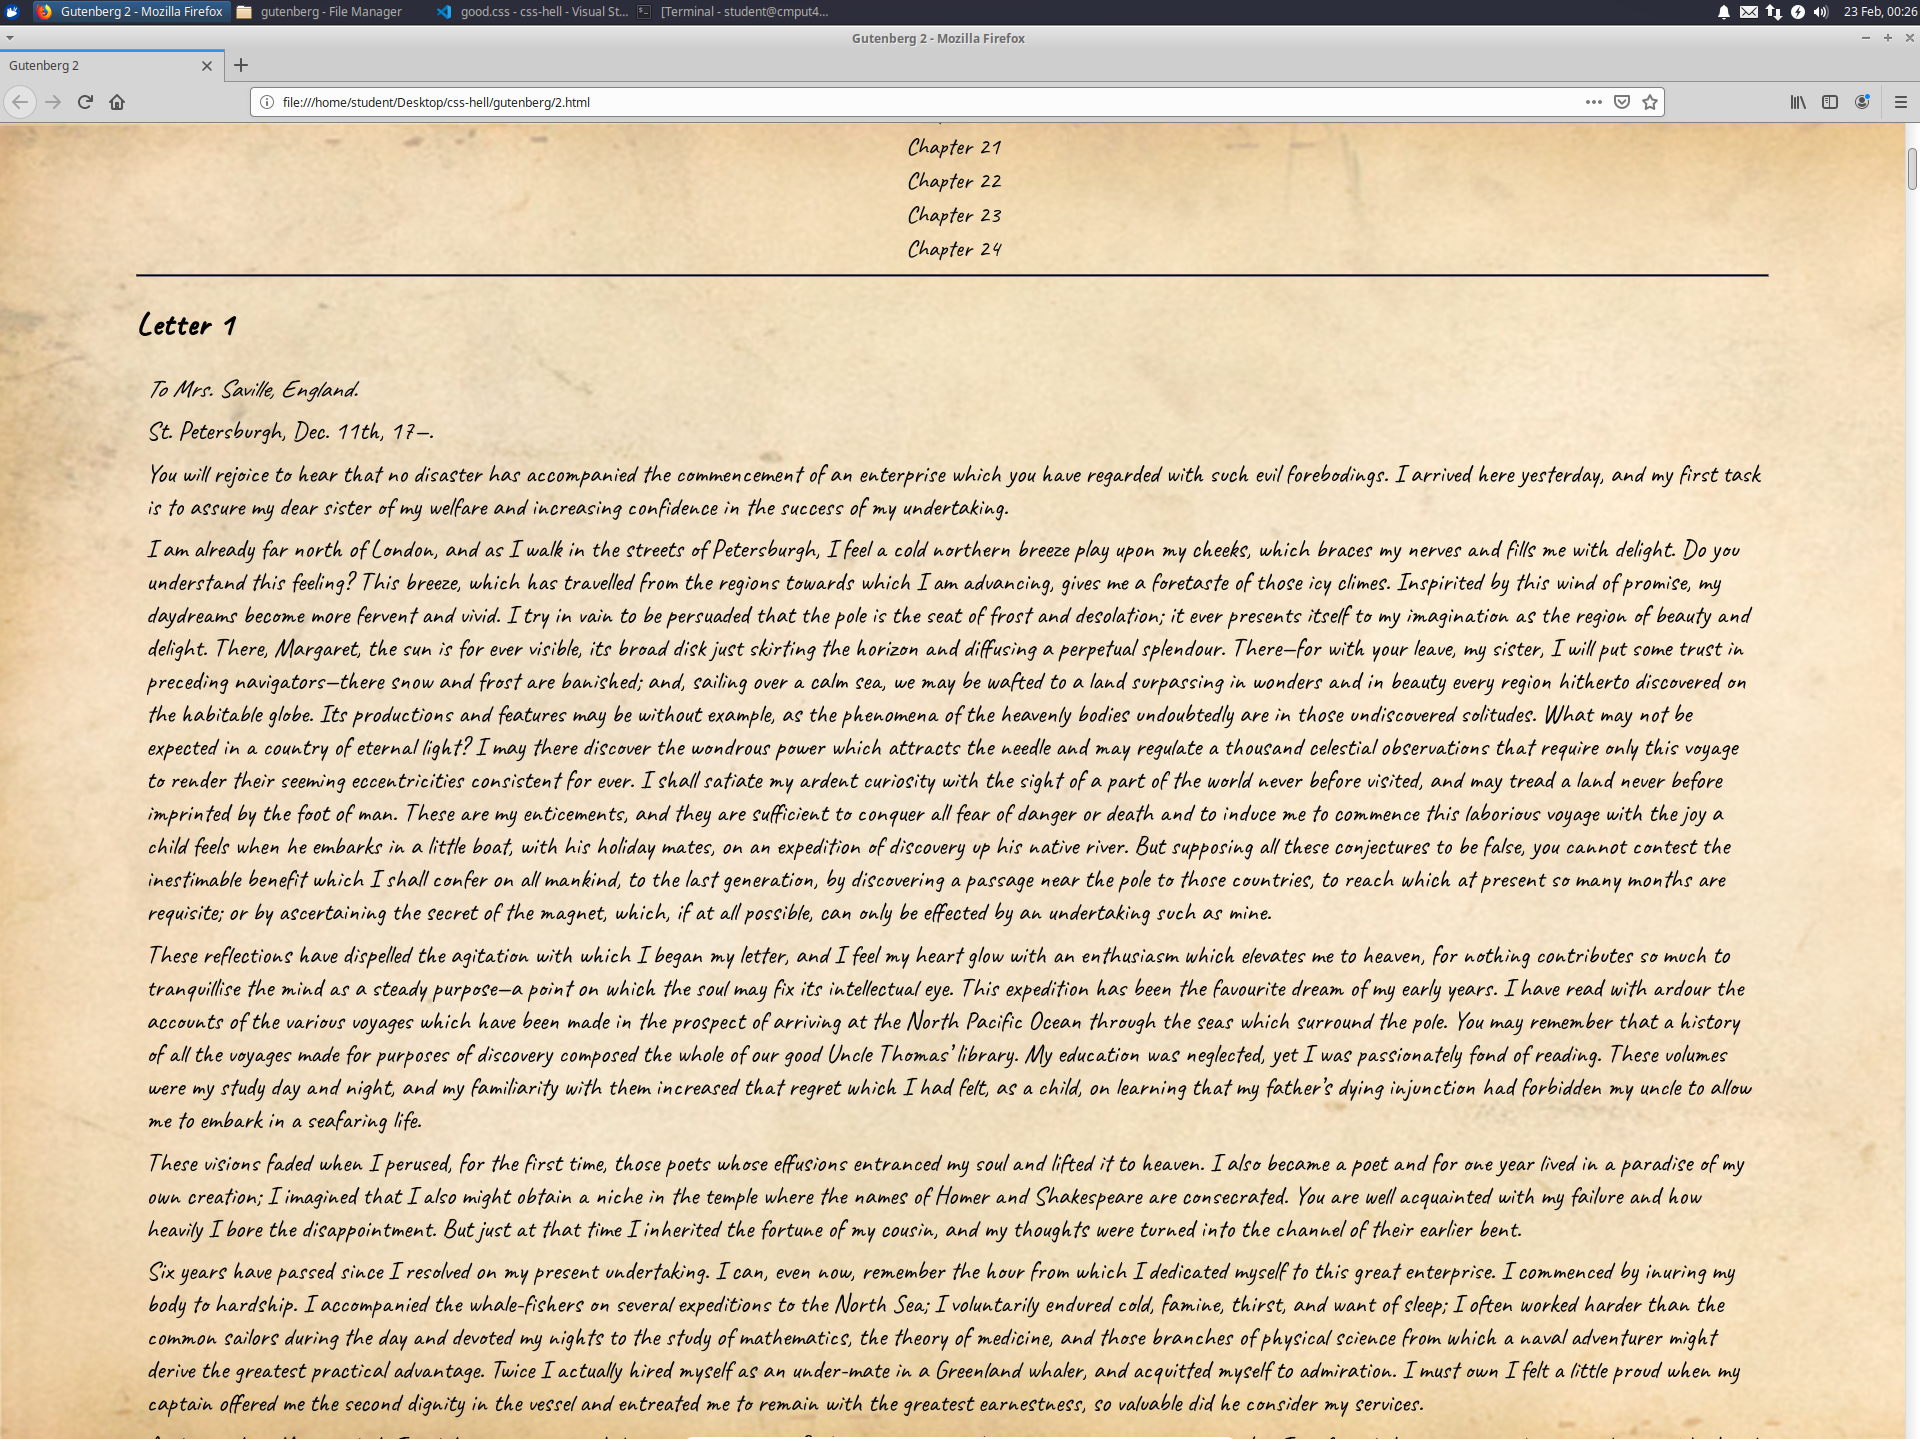 Gutenberg 2 - Mozilla Firefox
gutenberg - File Manager
good.css - css-hell - Visual St...
[Terminal - student@cmput4...
23 Feb, 00:26
Gutenberg 2 - Mozilla Firefox
Gutenberg 2
file:///home/student/Desktop/css-hell/gutenberg/2.html
Chapter 21
Chapter 22
Chapter 23
Chapter 24
Letter 1
To Mrs. Saville, England.
St. Petersburgh, Dec. 11th, 17—.
You will rejoice to hear that no disaster has accompanied the commencement of an enterprise which you have regarded with such evil forebodings. I arrived here yesterday, and my first task
is to assure my dear sister of my welfare and increasing confidence in the success of my undertaking.
I am already far north of London, and as I walk in the streets of Petersburgh, I feel a cold northern breeze play upon my cheeks, which braces my nerves and fills me with delight. Do you
understand this feeling? This breeze, which has travelled from the regions towards which I am advancing, gives me a foretaste of those icy climes. Inspirited by this wind of promise, my
daydreams become more fervent and vivid. I try in vain to be persuaded that the pole is the seat of frost and desolation; it ever presents itself to my imagination as the region of beauty and
delight. There, Margaret, the sun is for ever visible, its broad disk just skirting the horizon and diffusing a perpetual splendour. There—for with your leave, my sister, I will put some trust in
preceding navigators—there snow and frost are banished; and, sailing over a calm sea, we may be wafted to a land surpassing in wonders and in beauty every region hitherto discovered on
the habitable globe. Its productions and features may be without example, as the phenomena of the heavenly bodies undoubtedly are in those undiscovered solitudes. What may not be
expected in a country of eternal light? I may there discover the wondrous power which attracts the needle and may regulate a thousand celestial observations that require only this voyage
to render their seeming eccentricities consistent for ever. I shall satiate my ardent curiosity with the sight of a part of the world never before visited, and may tread a land never before
imprinted by the foot of man. These are my enticements, and they are sufficient to conquer all fear of danger or death and to induce me to commence this laborious voyage with the joy a
child feels when he embarks in a little boat, with his holiday mates, on an expedition of discovery up his native river. But supposing all these conjectures to be false, you cannot contest the
inestimable benefit which I shall confer on all mankind, to the last generation, by discovering a passage near the pole to those countries, to reach which at present so many months are
requisite; or by ascertaining the secret of the magnet, which, if at all possible, can only be effected by an undertaking such as mine.
These reflections have dispelled the agitation with which I began my letter, and I feel my heart glow with an enthusiasm which elevates me to heaven, for nothing contributes so much to
tranquillise the mind as a steady purpose—a point on which the soul may fix its intellectual eye. This expedition has been the favourite dream of my early years. I have read with ardour the
accounts of the various voyages which have been made in the prospect of arriving at the North Pacific Ocean through the seas which surround the pole. You may remember that a history
of all the voyages made for purposes of discovery composed the whole of our good Uncle Thomas’ library. My education was neglected, yet I was passionately fond of reading. These volumes
were my study day and night, and my familiarity with them increased that regret which I had felt, as a child, on learning that my father’s dying injunction had forbidden my uncle to allow
me to embark in a seafaring life.
These visions faded when I perused, for the first time, those poets whose effusions entranced my soul and lifted it to heaven. I also became a poet and for one year lived in a paradise of my
own creation; I imagined that I also might obtain a niche in the temple where the names of Homer and Shakespeare are consecrated. You are well acquainted with my failure and how
heavily I bore the disappointment. But just at that time I inherited the fortune of my cousin, and my thoughts were turned into the channel of their earlier bent.
Six years have passed since I resolved on my present undertaking. I can, even now, remember the hour from which I dedicated myself to this great enterprise. I commenced by inuring my
body to hardship. I accompanied the whale-fishers on several expeditions to the North Sea; I voluntarily endured cold, famine, thirst, and want of sleep; I often worked harder than the
common sailors during the day and devoted my nights to the study of mathematics, the theory of medicine, and those branches of physical science from which a naval adventurer might
derive the greatest practical advantage. Twice I actually hired myself as an under-mate in a Greenland whaler, and acquitted myself to admiration. I must own I felt a little proud when my
captain offered me the second dignity in the vessel and entreated me to remain with the greatest earnestness, so valuable did he consider my services.